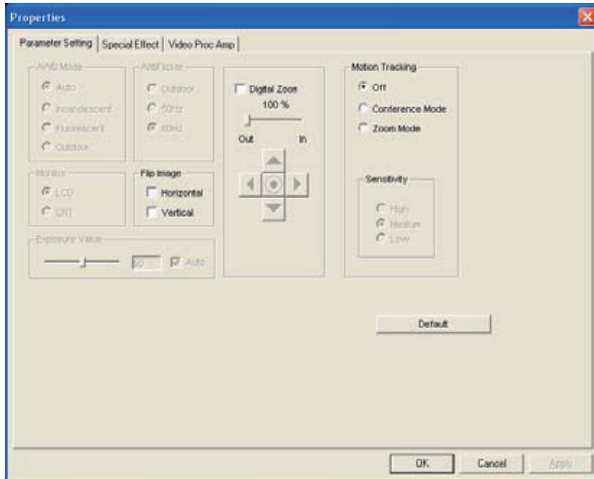 Properties
Parameter Setting
Special Effect
Video Proc Amp
AWB Mode
Auto
Incandescent
Fluorescent
Outdoor
AntiFlicker
Outdoor
50Hz
60Hz
Monitor
LCD
CRT
Flip Image
Horizontal
Vertical
Exposure Value
Auto
Digital Zoom
100 %
Out
In
Motion Tracking
Off
Conference Mode
Zoom Mode
Sensitivity
High
Medium
Low
Default
OK
Cancel
Apply